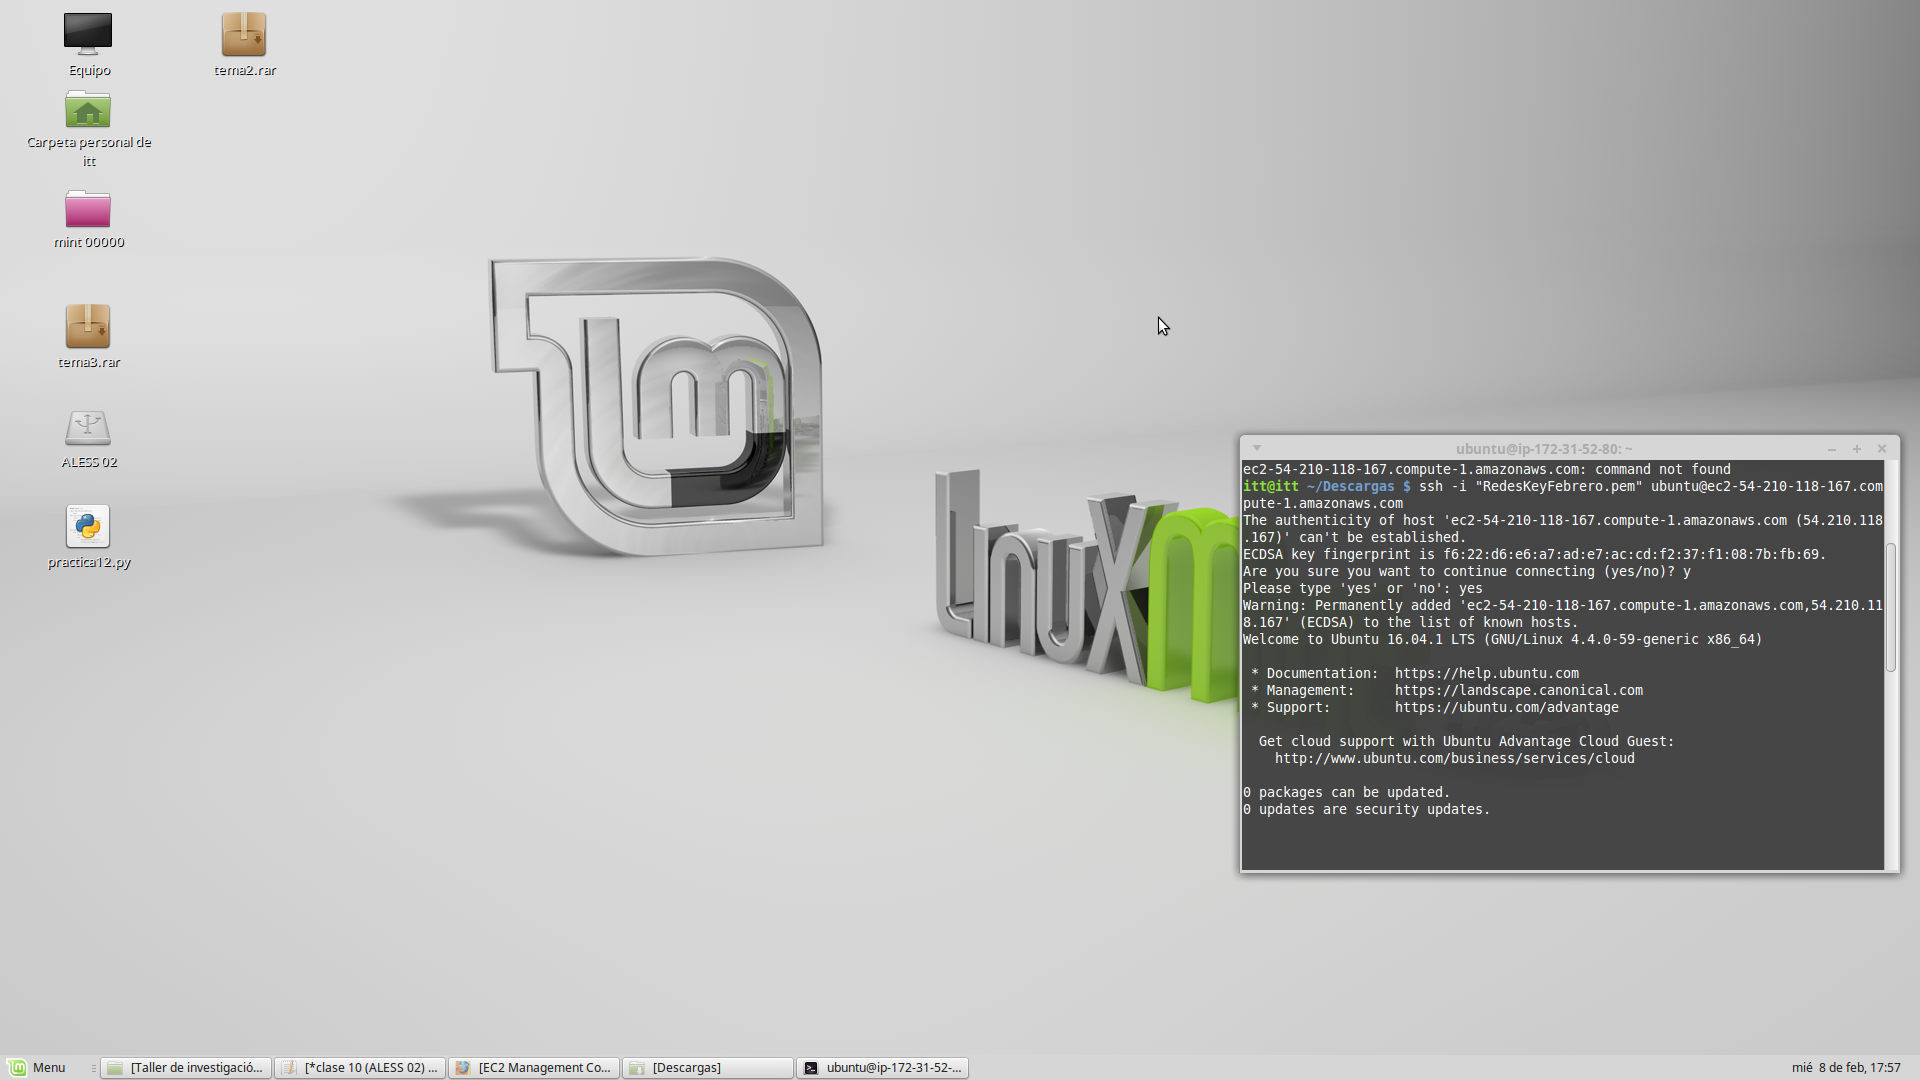 Equipo
tema2.rar
Carpeta personal de
itt
mint 00000
tema3.rar
ALESS 02
practica12.py
linux
m
ubuntu@ip-172-31-52-80: ~
ec2-54-210-118-167.compute-1.amazonaws.com: command not found
itt@itt ~/Descargas $ ssh -i "RedesKeyFebrero.pem" ubuntu@ec2-54-210-118-167.com
pute-1.amazonaws.com
The authenticity of host 'ec2-54-210-118-167.compute-1.amazonaws.com (54.210.118
.167)' can't be established.
ECDSA key fingerprint is f6:22:d6:e6:a7:ad:e7:ac:cd:f2:37:f1:08:7b:fb:69.
Are you sure you want to continue connecting (yes/no)? y
Please type 'yes' or 'no': yes
Warning: Permanently added 'ec2-54-210-118-167.compute-1.amazonaws.com,54.210.11
8.167' (ECDSA) to the list of known hosts.
Welcome to Ubuntu 16.04.1 LTS (GNU/Linux 4.4.0-59-generic x86_64)
* Documentation: https://help.ubuntu.com
* Management: https://landscape.canonical.com
* Support: https://ubuntu.com/advantage
Get cloud support with Ubuntu Advantage Cloud Guest:
http://www.ubuntu.com/business/services/cloud
0 packages can be updated.
0 updates are security updates.
Menu
[Taller de investigació...
[*clase 10 (ALESS 02) ...
[EC2 Management Co...
[Descargas]
ubuntu@ip-172-31-52-...
mié 8 de feb, 17:57